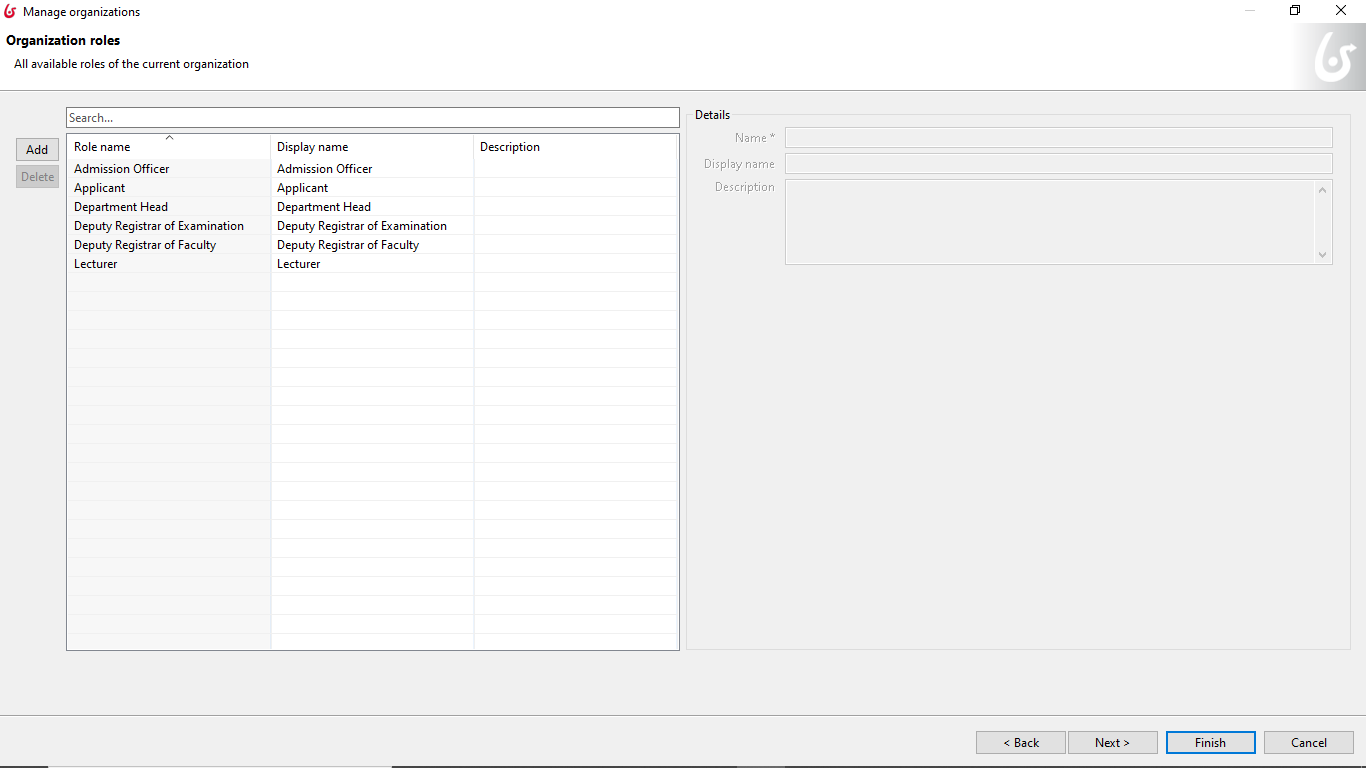 Manage organizations
Organization roles
All available roles of the current organization
Search...
Add
Delete
Role name Display name Description
Admission Officer Admission Officer
Applicant Applicant
Department Head Department Head
Deputy Registrar of Examination Deputy Registrar of Examination
Deputy Registrar of Faculty Deputy Registrar of Faculty
Lecturer Lecturer
Details
Name *
Display name
Description
< Back Next > Finish Cancel